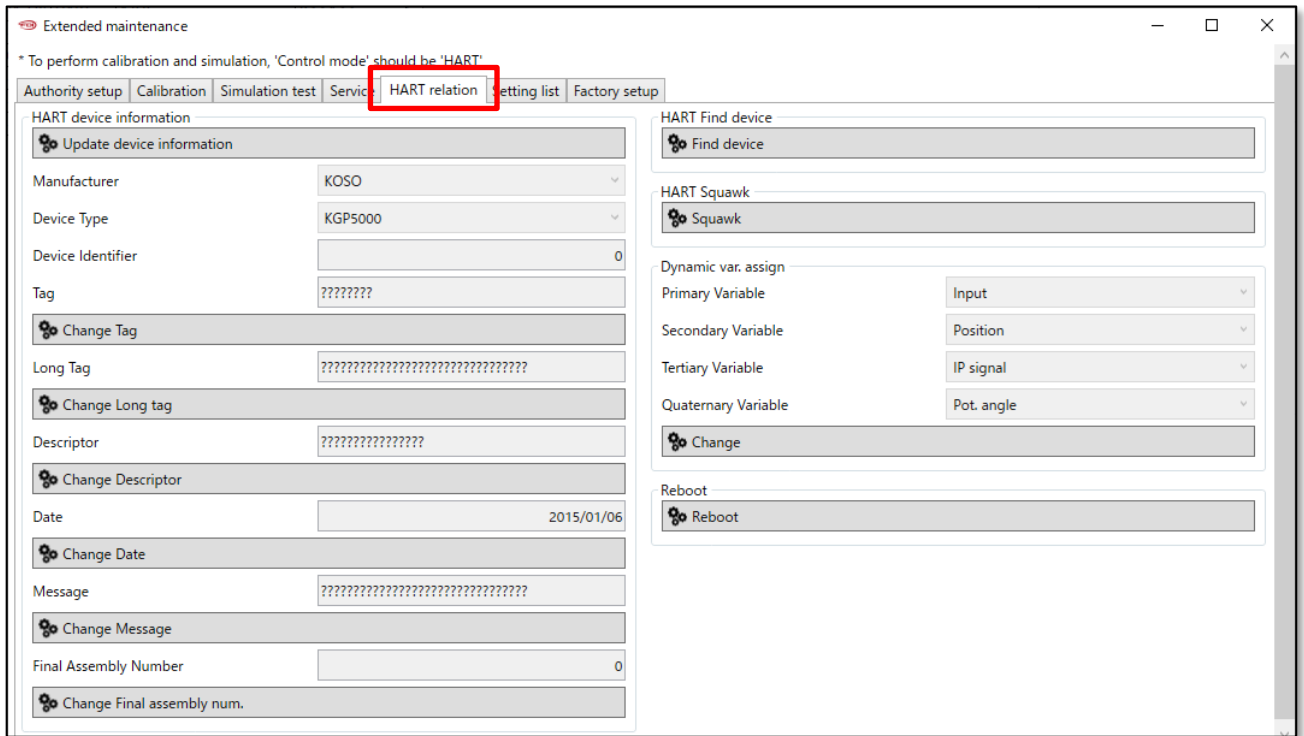 Extended maintenance
* To perform calibration and simulation, 'Control mode' should be 'HART'
Authority setup Calibration Simulation test Service HART relation etting list Factory setup
HART device information
Update device information
Manufacturer KOSO
Device Type KGP5000
Device Identifier 0
Tag ????????
Change Tag
Long Tag ????????????????????????????????
Change Long tag
Descriptor ????????????????
Change Descriptor
Date 2015/01/06
Change Date
Message ????????????????????????????????
Change Message
Final Assembly Number 0
Change Final assembly num.
HART Find device
Find device
HART Squawk
Squawk
Dynamic var. assign
Primary Variable Input
Secondary Variable Position
Tertiary Variable IP signal
Quaternary Variable Pot. angle
Change
Reboot
Reboot